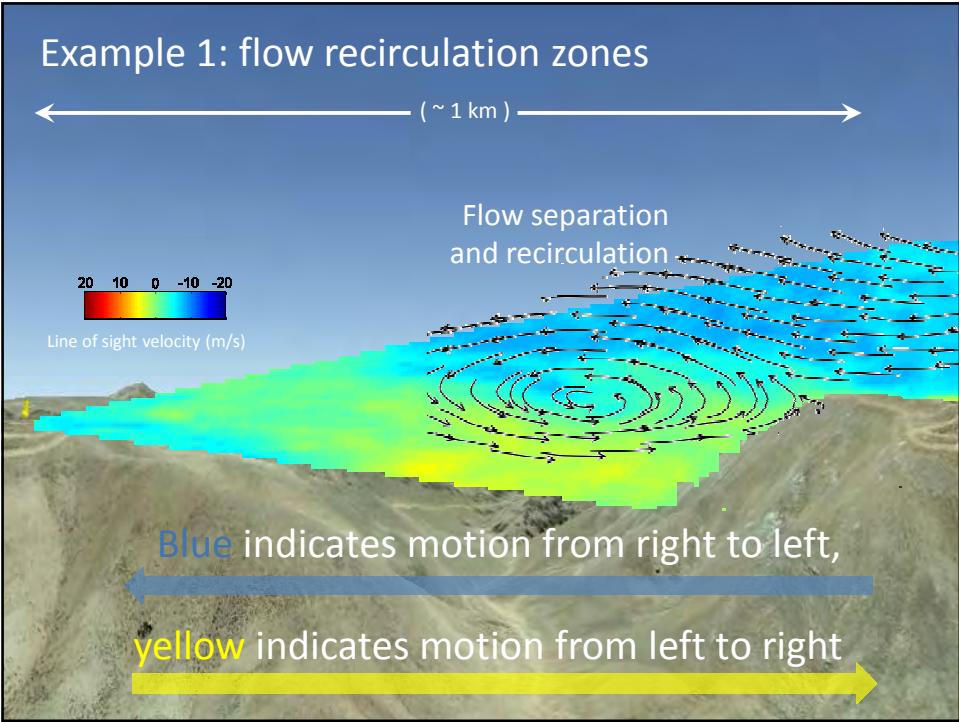 Example 1: flow recirculation zones
( ~ 1 km )
Flow separation
and recirculation
20 10 0 -10 -20
Line of sight velocity (m/s)
Blue indicates motion from right to left,
yellow indicates motion from left to right